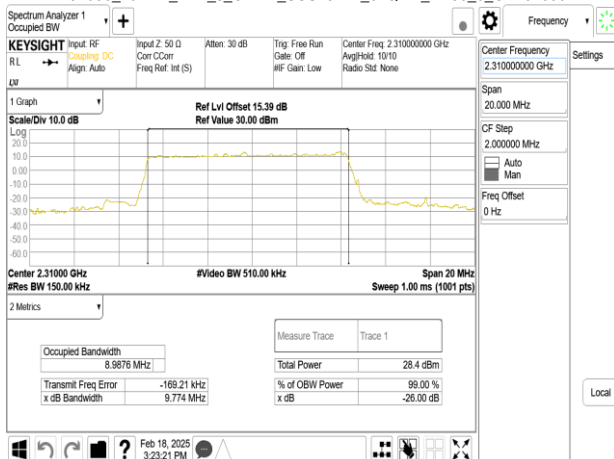 Spectrum Analyzer 1
Occupied BW
+
Frequency
KEYSIGHT
Input: RF
Input Z: 50 Ω
Atten: 30 dB
Trig: Free Run
Center Freq: 2.310000000 GHz
RL
Coupling: DC
Corr CCorr
Gate: Off
Avg|Hold: 10/10
Align: Auto
Freq Ref: Int (S)
#IF Gain: Low
Radio Std: None
LXI
Center Frequency
2.310000000 GHz
Settings
Span
20.000 MHz
CF Step
2.000000 MHz
Auto
Man
Freq Offset
0 Hz
1 Graph
Ref Lvl Offset 15.39 dB
Scale/Div 10.0 dB
Ref Value 30.00 dBm
Log
20.0
10.0
0.00
-10.0
-20.0
-30.0
-40.0
-50.0
-60.0
Center 2.31000 GHz
#Video BW 510.00 kHz
Span 20 MHz
#Res BW 150.00 kHz
Sweep 1.00 ms (1001 pts)
2 Metrics
Measure Trace
Trace 1
Occupied Bandwidth
8.9876 MHz
Total Power
28.4 dBm
Transmit Freq Error
-169.21 kHz
% of OBW Power
99.00 %
x dB Bandwidth
9.774 MHz
x dB
-26.00 dB
Local
?
Feb 18, 2025
3:23:21 PM